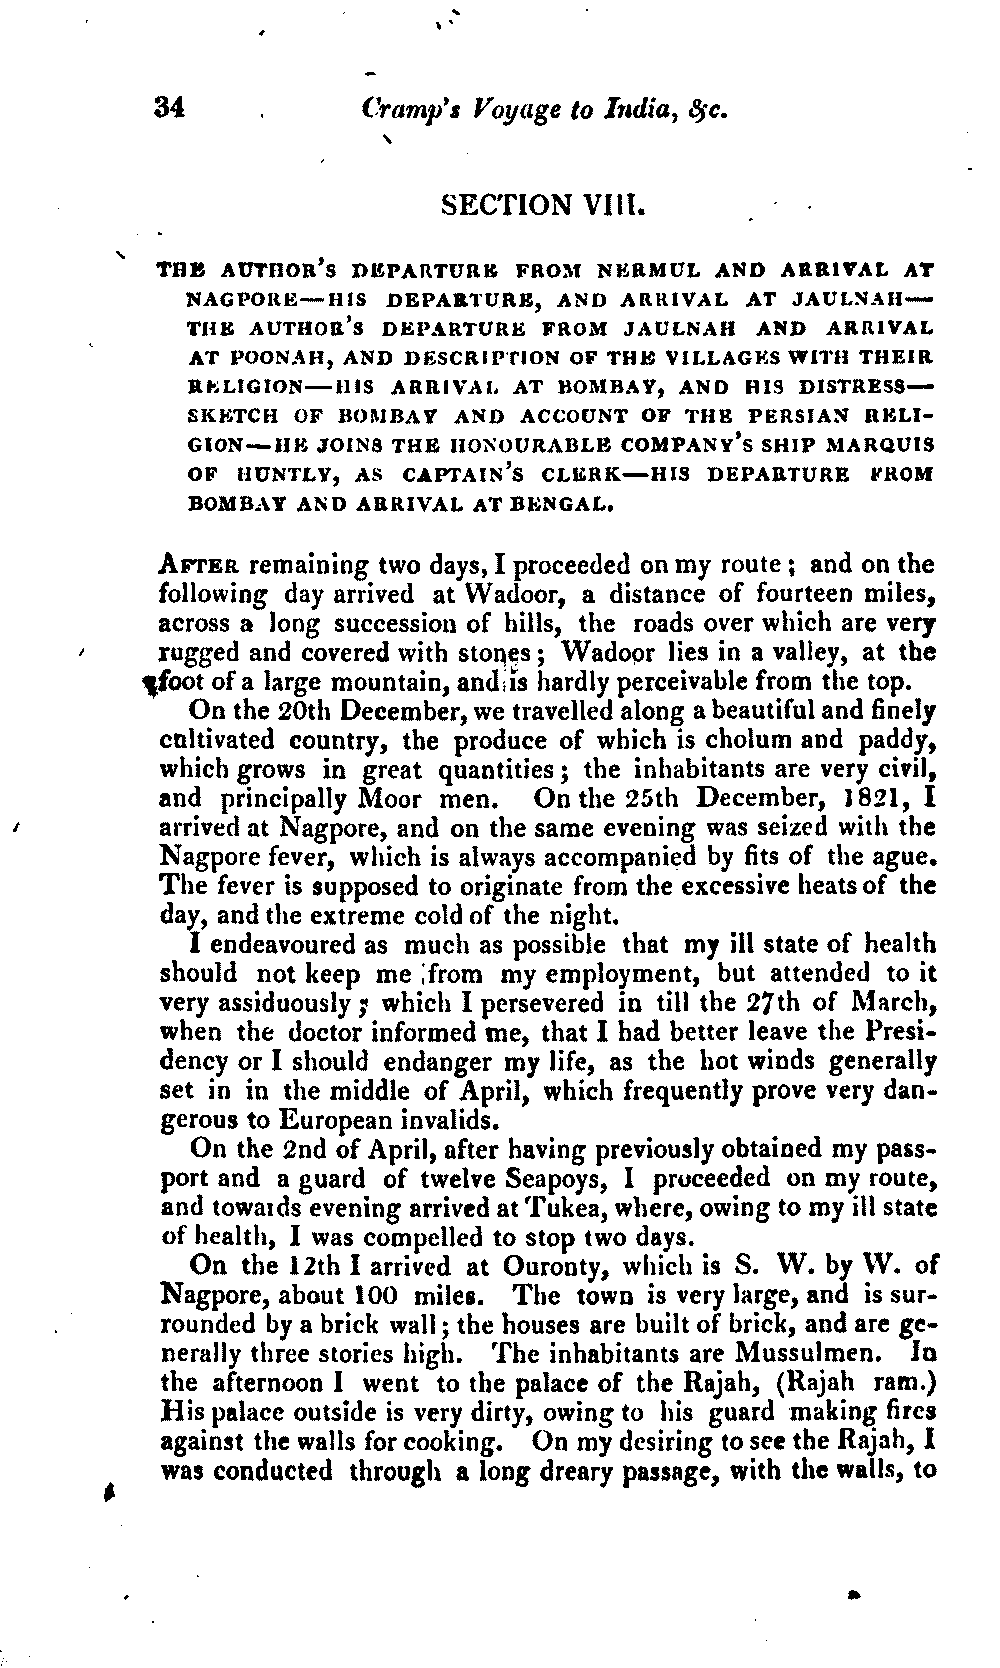 34 Cramp's Voyage to India, &c.
SECTION VIII.
THE AUTHOR'S DEPARTURE FROM NERMUL AND ARRIVAL AT
NAGPORE—HIS DEPARTURE, AND ARRIVAL AT JAULNAH—
THE AUTHOR'S DEPARTURE FROM JAULNAH AND ARRIVAL
AT POONAH, AND DESCRIPTION OF THE VILLAGES WITH THEIR
RELIGION—HIS ARRIVAL AT BOMBAY, AND HIS DISTRESS—
SKETCH OF BOMBAY AND ACCOUNT OF THE PERSIAN RELI-
GION—HE JOINS THE HONOURABLE COMPANY'S SHIP MARQUIS
OF HUNTLY, AS CAPTAIN'S CLERK—HIS DEPARTURE FROM
BOMBAY AND ARRIVAL AT BENGAL.
AFTER remaining two days, I proceeded on my route; and on the
following day arrived at Wadoor, a distance of fourteen miles,
across a long succession of hills, the roads over which are very
rugged and covered with stones; Wadoor lies in a valley, at the
foot of a large mountain, and is hardly perceivable from the top.
On the 20th December, we travelled along a beautiful and finely
cultivated country, the produce of which is cholum and paddy,
which grows in great quantities; the inhabitants are very civil,
and principally Moor men. On the 25th December, 1821, I
arrived at Nagpore, and on the same evening was seized with the
Nagpore fever, which is always accompanied by fits of the ague.
The fever is supposed to originate from the excessive heats of the
day, and the extreme cold of the night.
I endeavoured as much as possible that my ill state of health
should not keep me from my employment, but attended to it
very assiduously; which I persevered in till the 27th of March,
when the doctor informed me, that I had better leave the Presi-
dency or I should endanger my life, as the hot winds generally
set in in the middle of April, which frequently prove very dan-
gerous to European invalids.
On the 2nd of April, after having previously obtained my pass-
port and a guard of twelve Seapoys, I proceeded on my route,
and towards evening arrived at Tukea, where, owing to my ill state
of health, I was compelled to stop two days.
On the 12th I arrived at Ouronty, which is S. W. by W. of
Nagpore, about 100 miles. The town is very large, and is sur-
rounded by a brick wall; the houses are built of brick, and are ge-
nerally three stories high. The inhabitants are Mussulmen. In
the afternoon I went to the palace of the Rajah, (Rajah ram.)
His palace outside is very dirty, owing to his guard making fires
against the walls for cooking. On my desiring to see the Rajah, I
was conducted through a long dreary passage, with the walls, to